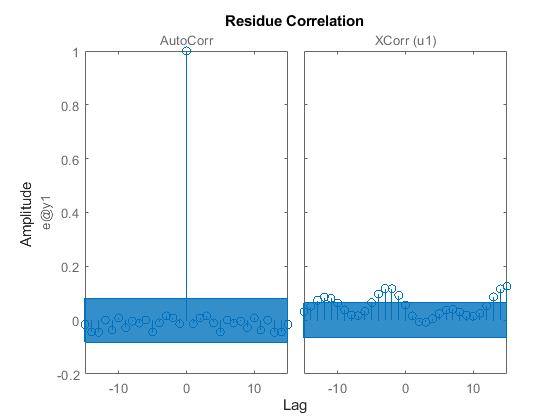 Residue Correlation
AutoCorr
XCorr (u1)
Amplitude
e@y1
1
0.8
0.6
0.4
0.2
0
-0.2
-10 0 10
-10 0 10
Lag